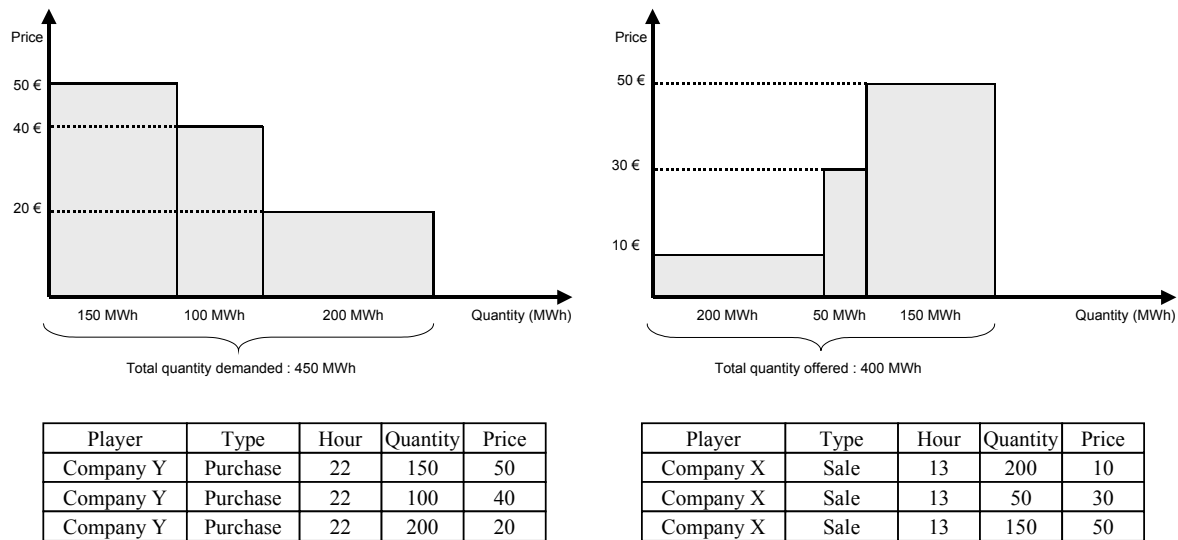 Price
50 €
40 €
20 €
150 MWh 100 MWh 200 MWh Quantity (MWh)
Total quantity demanded : 450 MWh
Price
50 €
30 €
10 €
200 MWh 50 MWh 150 MWh Quantity (MWh)
Total quantity offered : 400 MWh
Player Type Hour Quantity Price
Company Y Purchase 22 150 50
Company Y Purchase 22 100 40
Company Y Purchase 22 200 20
Player Type Hour Quantity Price
Company X Sale 13 200 10
Company X Sale 13 50 30
Company X Sale 13 150 50